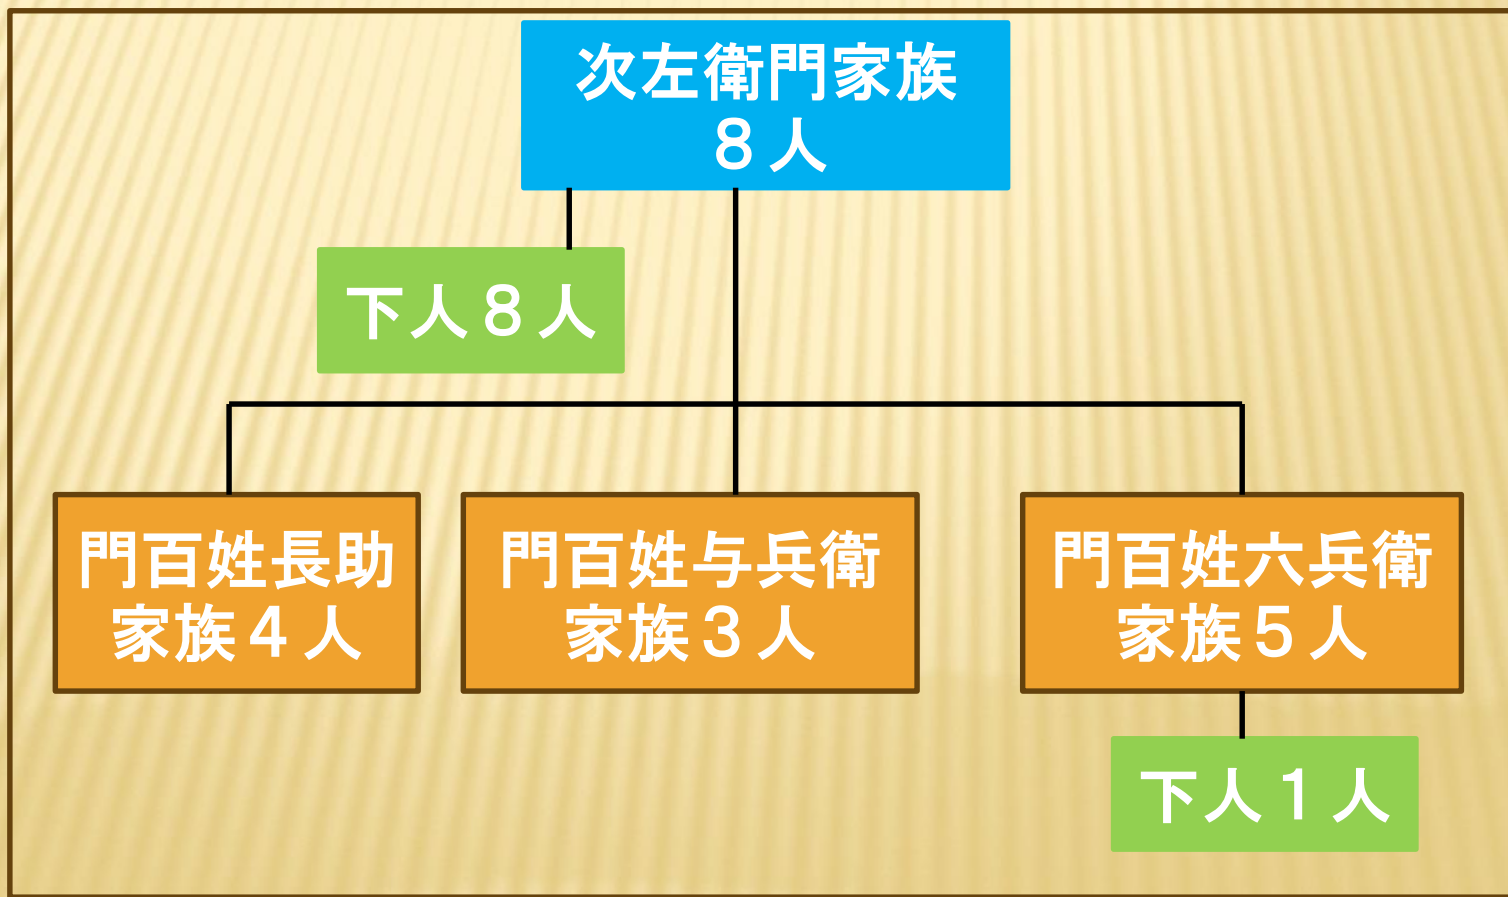 次左衛門家族
８人
下人８人
門百姓長助
家族４人
門百姓与兵衛
家族３人
門百姓六兵衛
家族５人
下人１人